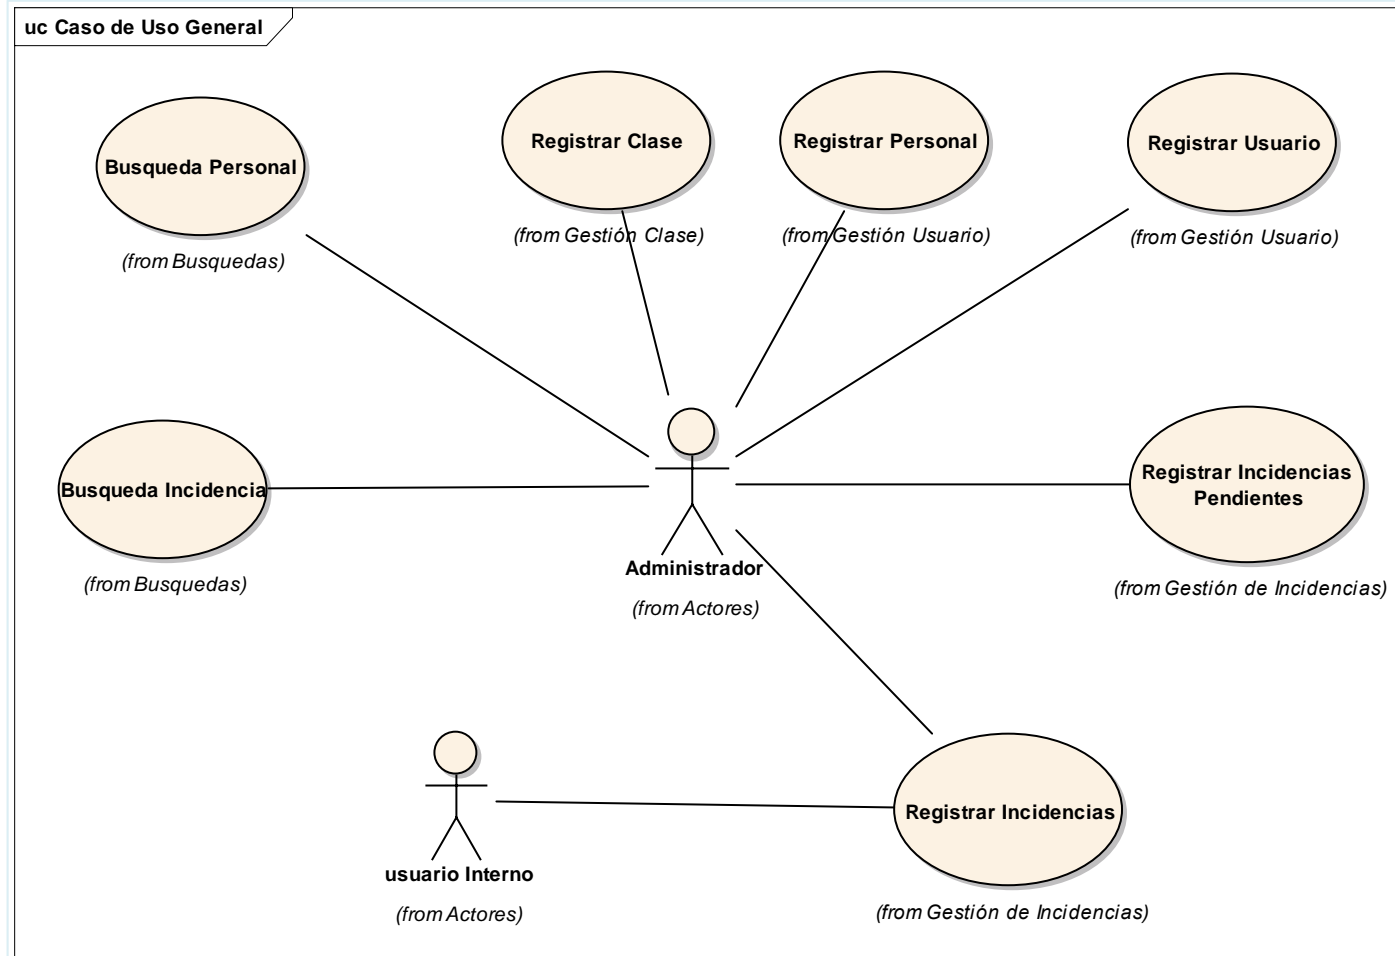 uc Caso de Uso General
Busqueda Personal
(from Busquedas)
Registrar Clase
(from Gestión Clase)
Registrar Personal
(from Gestión Usuario)
Registrar Usuario
(from Gestión Usuario)
Busqueda Incidencia
(from Busquedas)
Administrador
(from Actores)
Registrar Incidencias
Pendientes
(from Gestión de Incidencias)
usuario Interno
(from Actores)
Registrar Incidencias
(from Gestión de Incidencias)